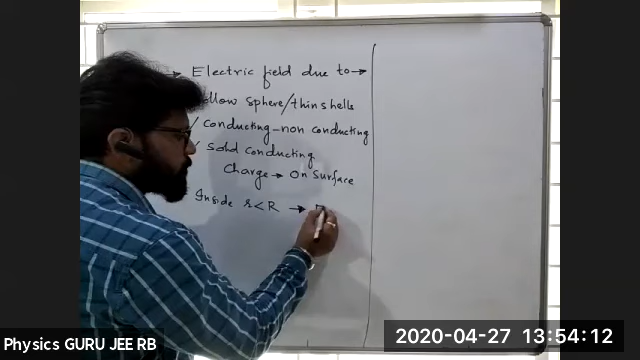 → Electric field due to →
ollow sphere/thin shells
/ conducting - non conducting
/ solid conducting
Charge → On Surface
Inside r < R →
Physics GURU JEE RB
2020-04-27 13:54:12